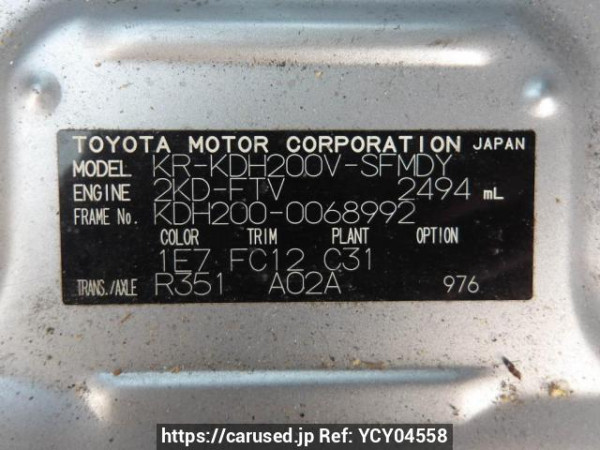 TOYOTA MOTOR CORPORATION JAPAN
MODEL KR-KDH200V-SFMDY
ENGINE 2KD-FTV 2494 mL
FRAME No. KDH200-0068992
COLOR TRIM PLANT OPTION
1E7 FC12 C31
TRANS./AXLE R351 A02A 976
https://carused.jp Ref: YCY04558